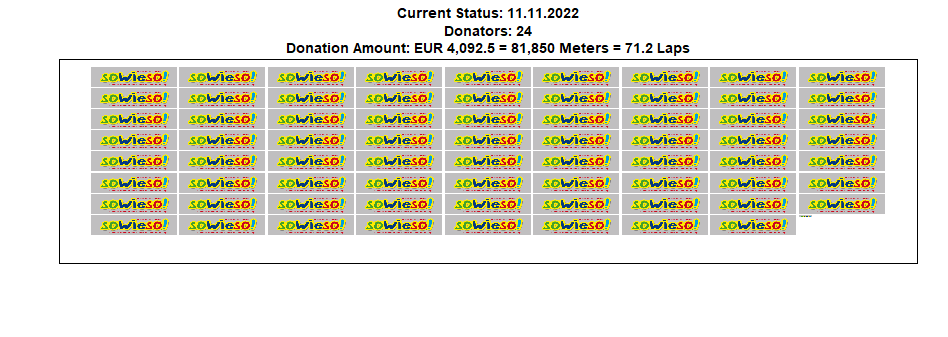 Current Status: 11.11.2022
Donators: 24
Donation Amount: EUR 4,092.5 = 81,850 Meters = 71.2 Laps
sowieso! sowieso! sowieso! sowieso! sowieso! sowieso! sowieso! sowieso! sowieso!
sowieso! sowieso! sowieso! sowieso! sowieso! sowieso! sowieso! sowieso! sowieso!
sowieso! sowieso! sowieso! sowieso! sowieso! sowieso! sowieso! sowieso! sowieso!
sowieso! sowieso! sowieso! sowieso! sowieso! sowieso! sowieso! sowieso! sowieso!
sowieso! sowieso! sowieso! sowieso! sowieso! sowieso! sowieso! sowieso! sowieso!
sowieso! sowieso! sowieso! sowieso! sowieso! sowieso! sowieso! sowieso! sowieso!
sowieso! sowieso! sowieso! sowieso! sowieso! sowieso! sowieso! sowieso! sowieso!
sowieso! sowieso! sowieso! sowieso! sowieso! sowieso! sowieso! sowieso!